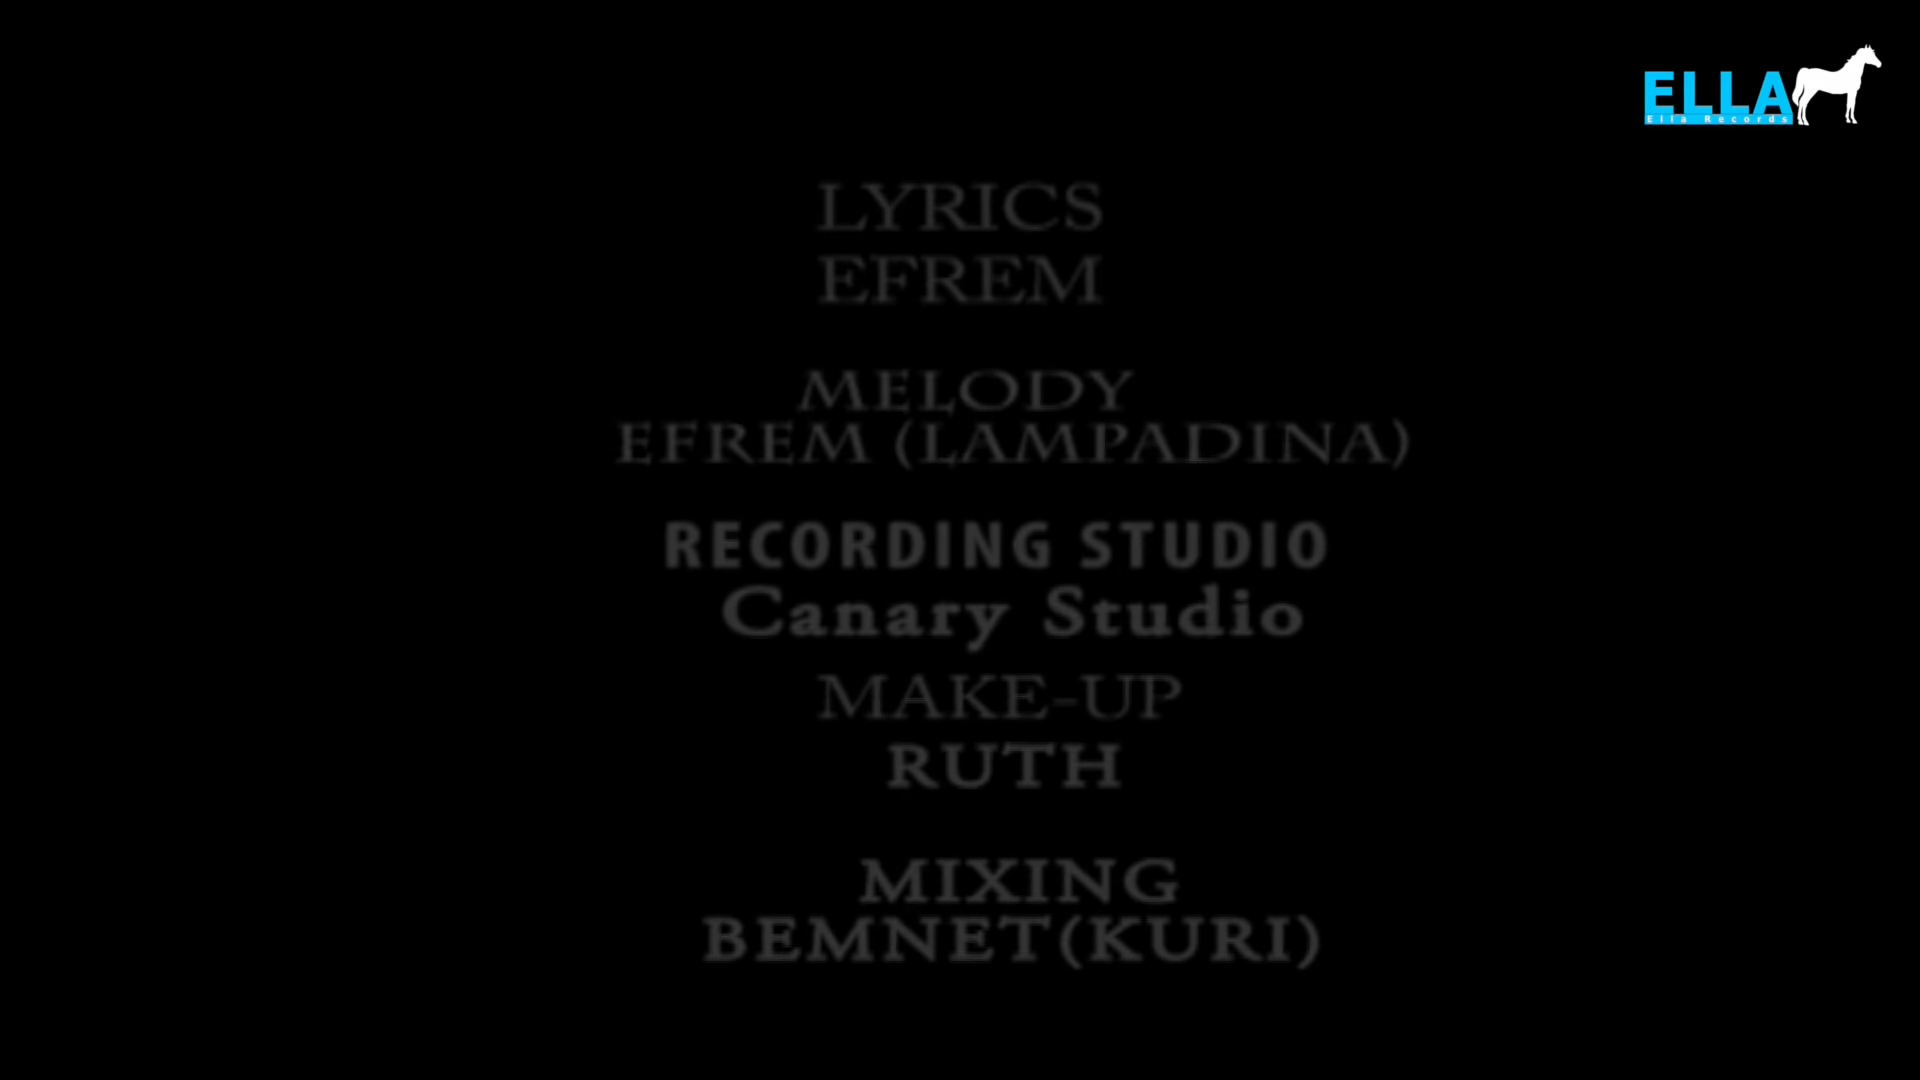 ELLA
Ella Records
LYRICS
EFREM
MELODY
EFREM (LAMPADINA)
RECORDING STUDIO
Canary Studio
MAKE-UP
RUTH
MIXING
BEMNET(KURI)